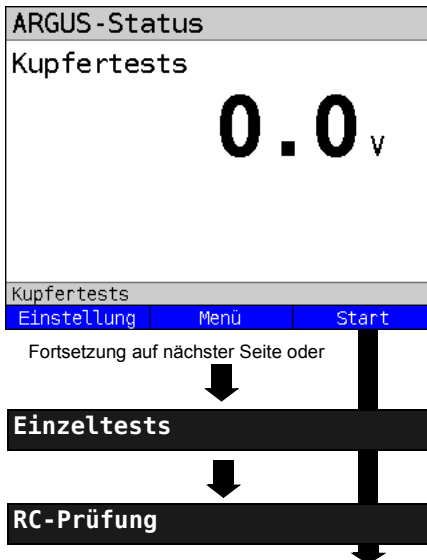 ARGUS-Status
Kupfertests
0.0 V
Kupfertests
Einstellung Menü Start
Fortsetzung auf nächster Seite oder
Einzeltests
RC-Prüfung